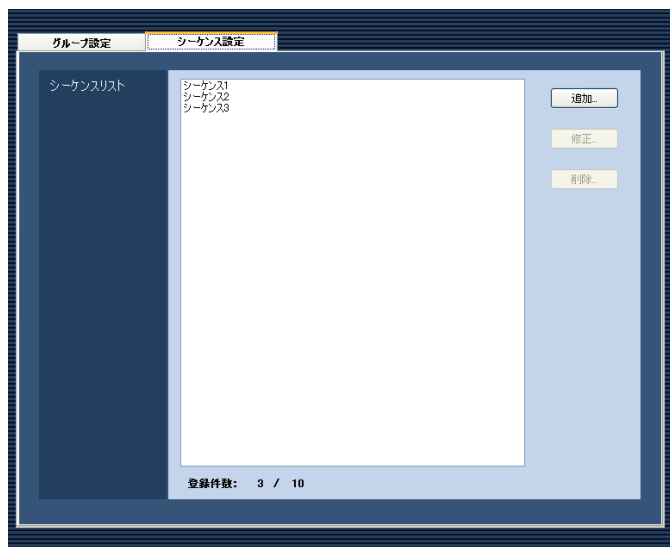 グループ設定
シーケンス設定
シーケンスリスト
シーケンス1
シーケンス2
シーケンス3
追加...
修正...
削除...
登録件数: 3 / 10